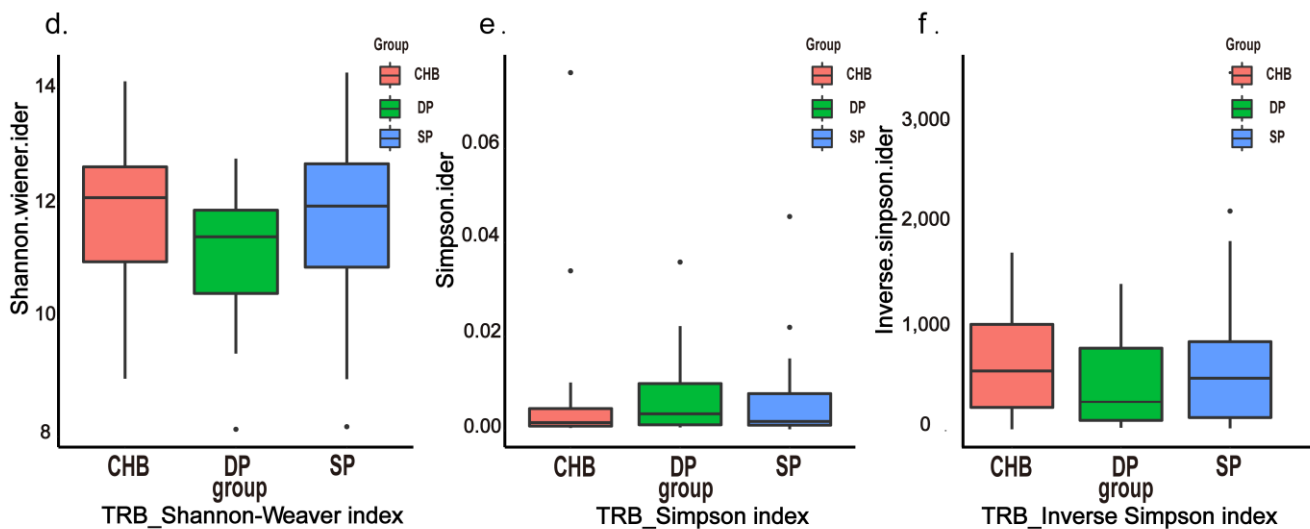 d.
Group
CHB
DP
SP
Shannon.wiener.ider
14
12
10
8
CHB DP SP
group
TRB_Shannon-Weaver index
e.
Group
CHB
DP
SP
Simpson.ider
0.06
0.04
0.02
0.00
CHB DP SP
group
TRB_Simpson index
f.
Group
CHB
DP
SP
Inverse.sinpson.ider
3,000
2,000
1,000
0
CHB DP SP
group
TRB_Inverse Simpson index